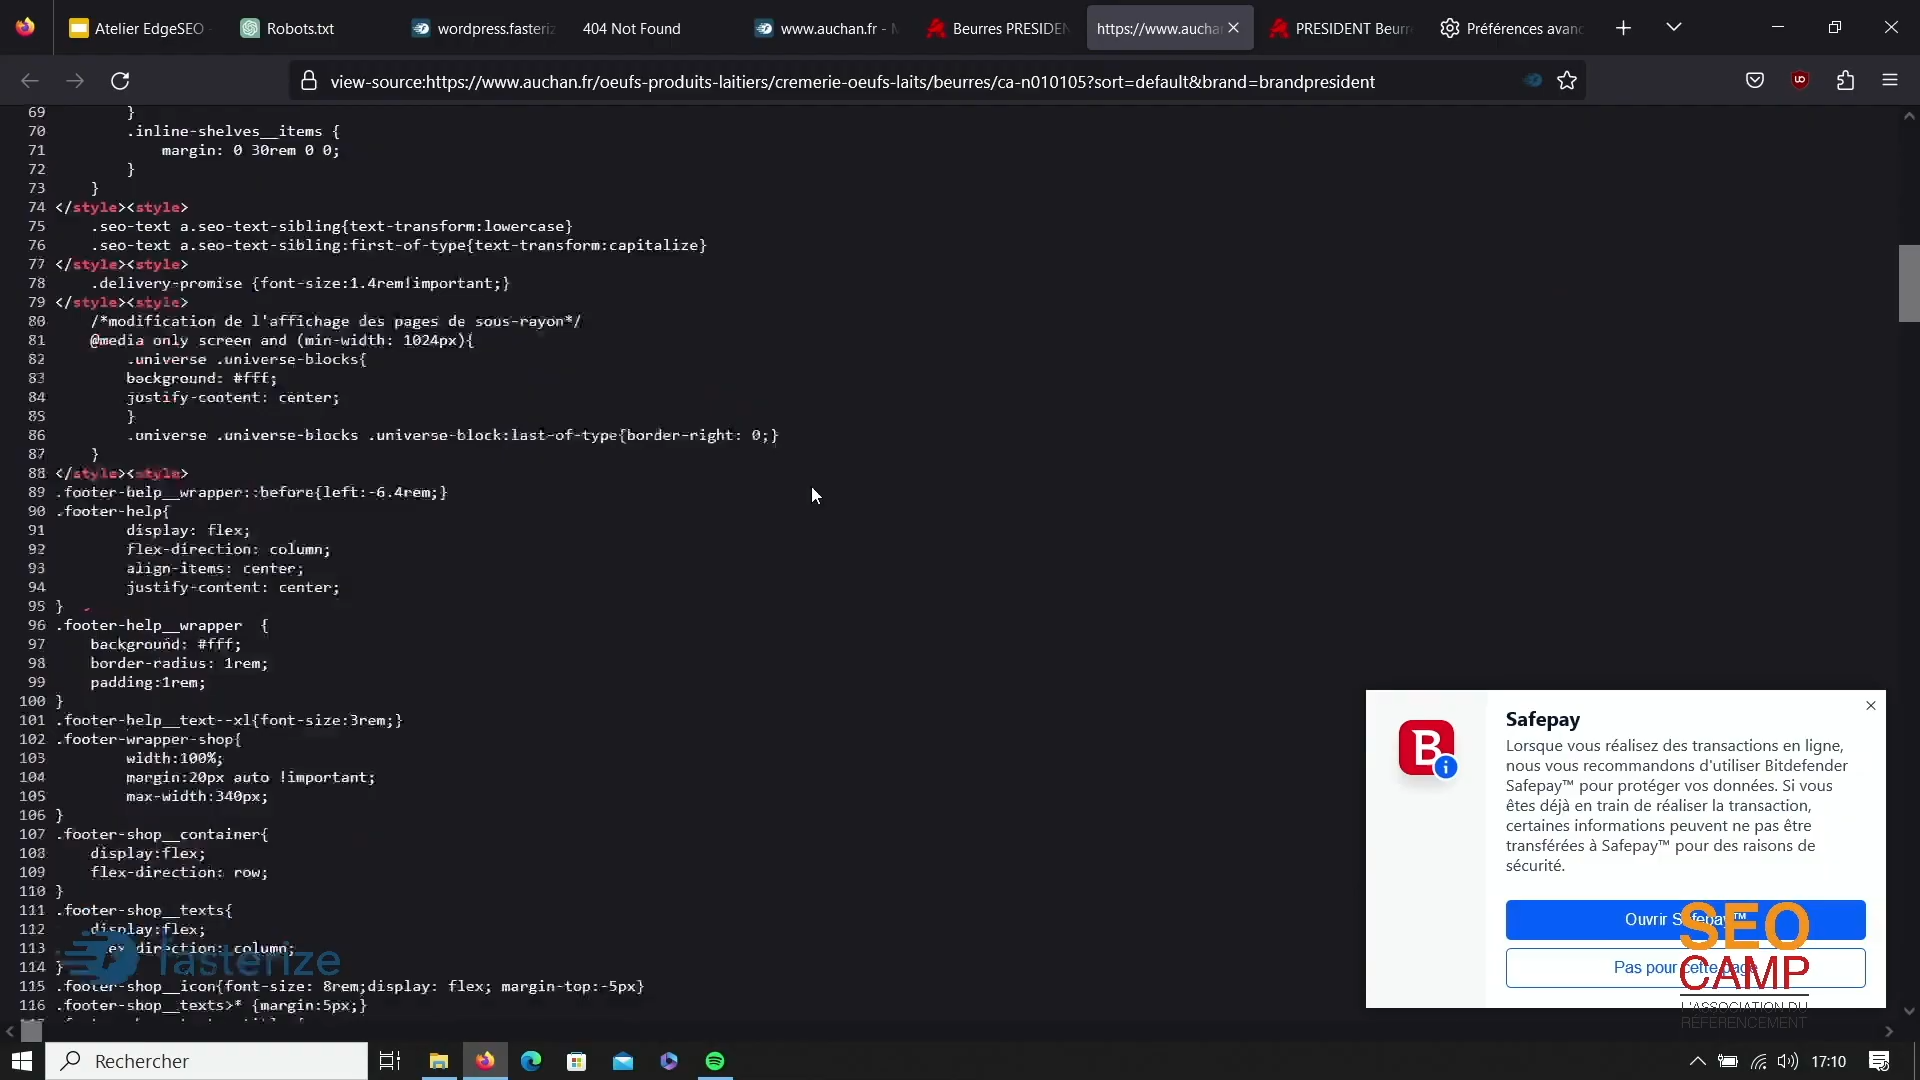 Atelier EdgeSEO
Robots.txt
wordpress.fasteriz
404 Not Found
www.auchan.fr - M
Beurres PRESIDEN
https://www.auchan
PRESIDENT Beurr
Préférences avanc
view-source:https://www.auchan.fr/oeufs-produits-laitiers/cremerie-oeufs-laits/beurres/ca-n010105?sort=default&brand=brandpresident
69 }
70 .inline-shelves__items {
71 margin: 0 30rem 0 0;
72 }
73 }
74 </style><style>
75 .seo-text a.seo-text-sibling{text-transform:lowercase}
76 .seo-text a.seo-text-sibling:first-of-type{text-transform:capitalize}
77 </style><style>
78 .delivery-promise {font-size:1.4rem!important;}
79 </style><style>
80 /*modification de l'affichage des pages de sous-rayon*/
81 @media only screen and (min-width: 1024px){
82 .universe .universe-blocks{
83 background: #fff;
84 justify-content: center;
85 }
86 .universe .universe-blocks .universe-block:last-of-type{border-right: 0;}
87 }
88 </style><style>
89 .footer-help__wrapper::before{left:-6.4rem;}
90 .footer-help{
91 display: flex;
92 flex-direction: column;
93 align-items: center;
94 justify-content: center;
95 }
96 .footer-help__wrapper {
97 background: #fff;
98 border-radius: 1rem;
99 padding:1rem;
100 }
101 .footer-help__text--xl{font-size:3rem;}
102 .footer-wrapper-shop{
103 width:100%;
104 margin:20px auto !important;
105 max-width:340px;
106 }
107 .footer-shop__container{
108 display:flex;
109 flex-direction: row;
110 }
111 .footer-shop__texts{
112 display:flex;
113 flex-direction: column;
114 }
115 .footer-shop__icon{font-size: 8rem;display: flex; margin-top:-5px}
116 .footer-shop__texts>* {margin:5px;}
fasterize
Safepay
Lorsque vous réalisez des transactions en ligne,
nous vous recommandons d'utiliser Bitdefender
Safepay™ pour protéger vos données. Si vous
êtes déjà en train de réaliser la transaction,
certaines informations peuvent ne pas être
transférées à Safepay™ pour des raisons de
sécurité.
Ouvrir Safepay™
Pas pour cette page
SEO
CAMP
L'ASSOCIATION DU
RÉFÉRENCEMENT
Rechercher
17:10